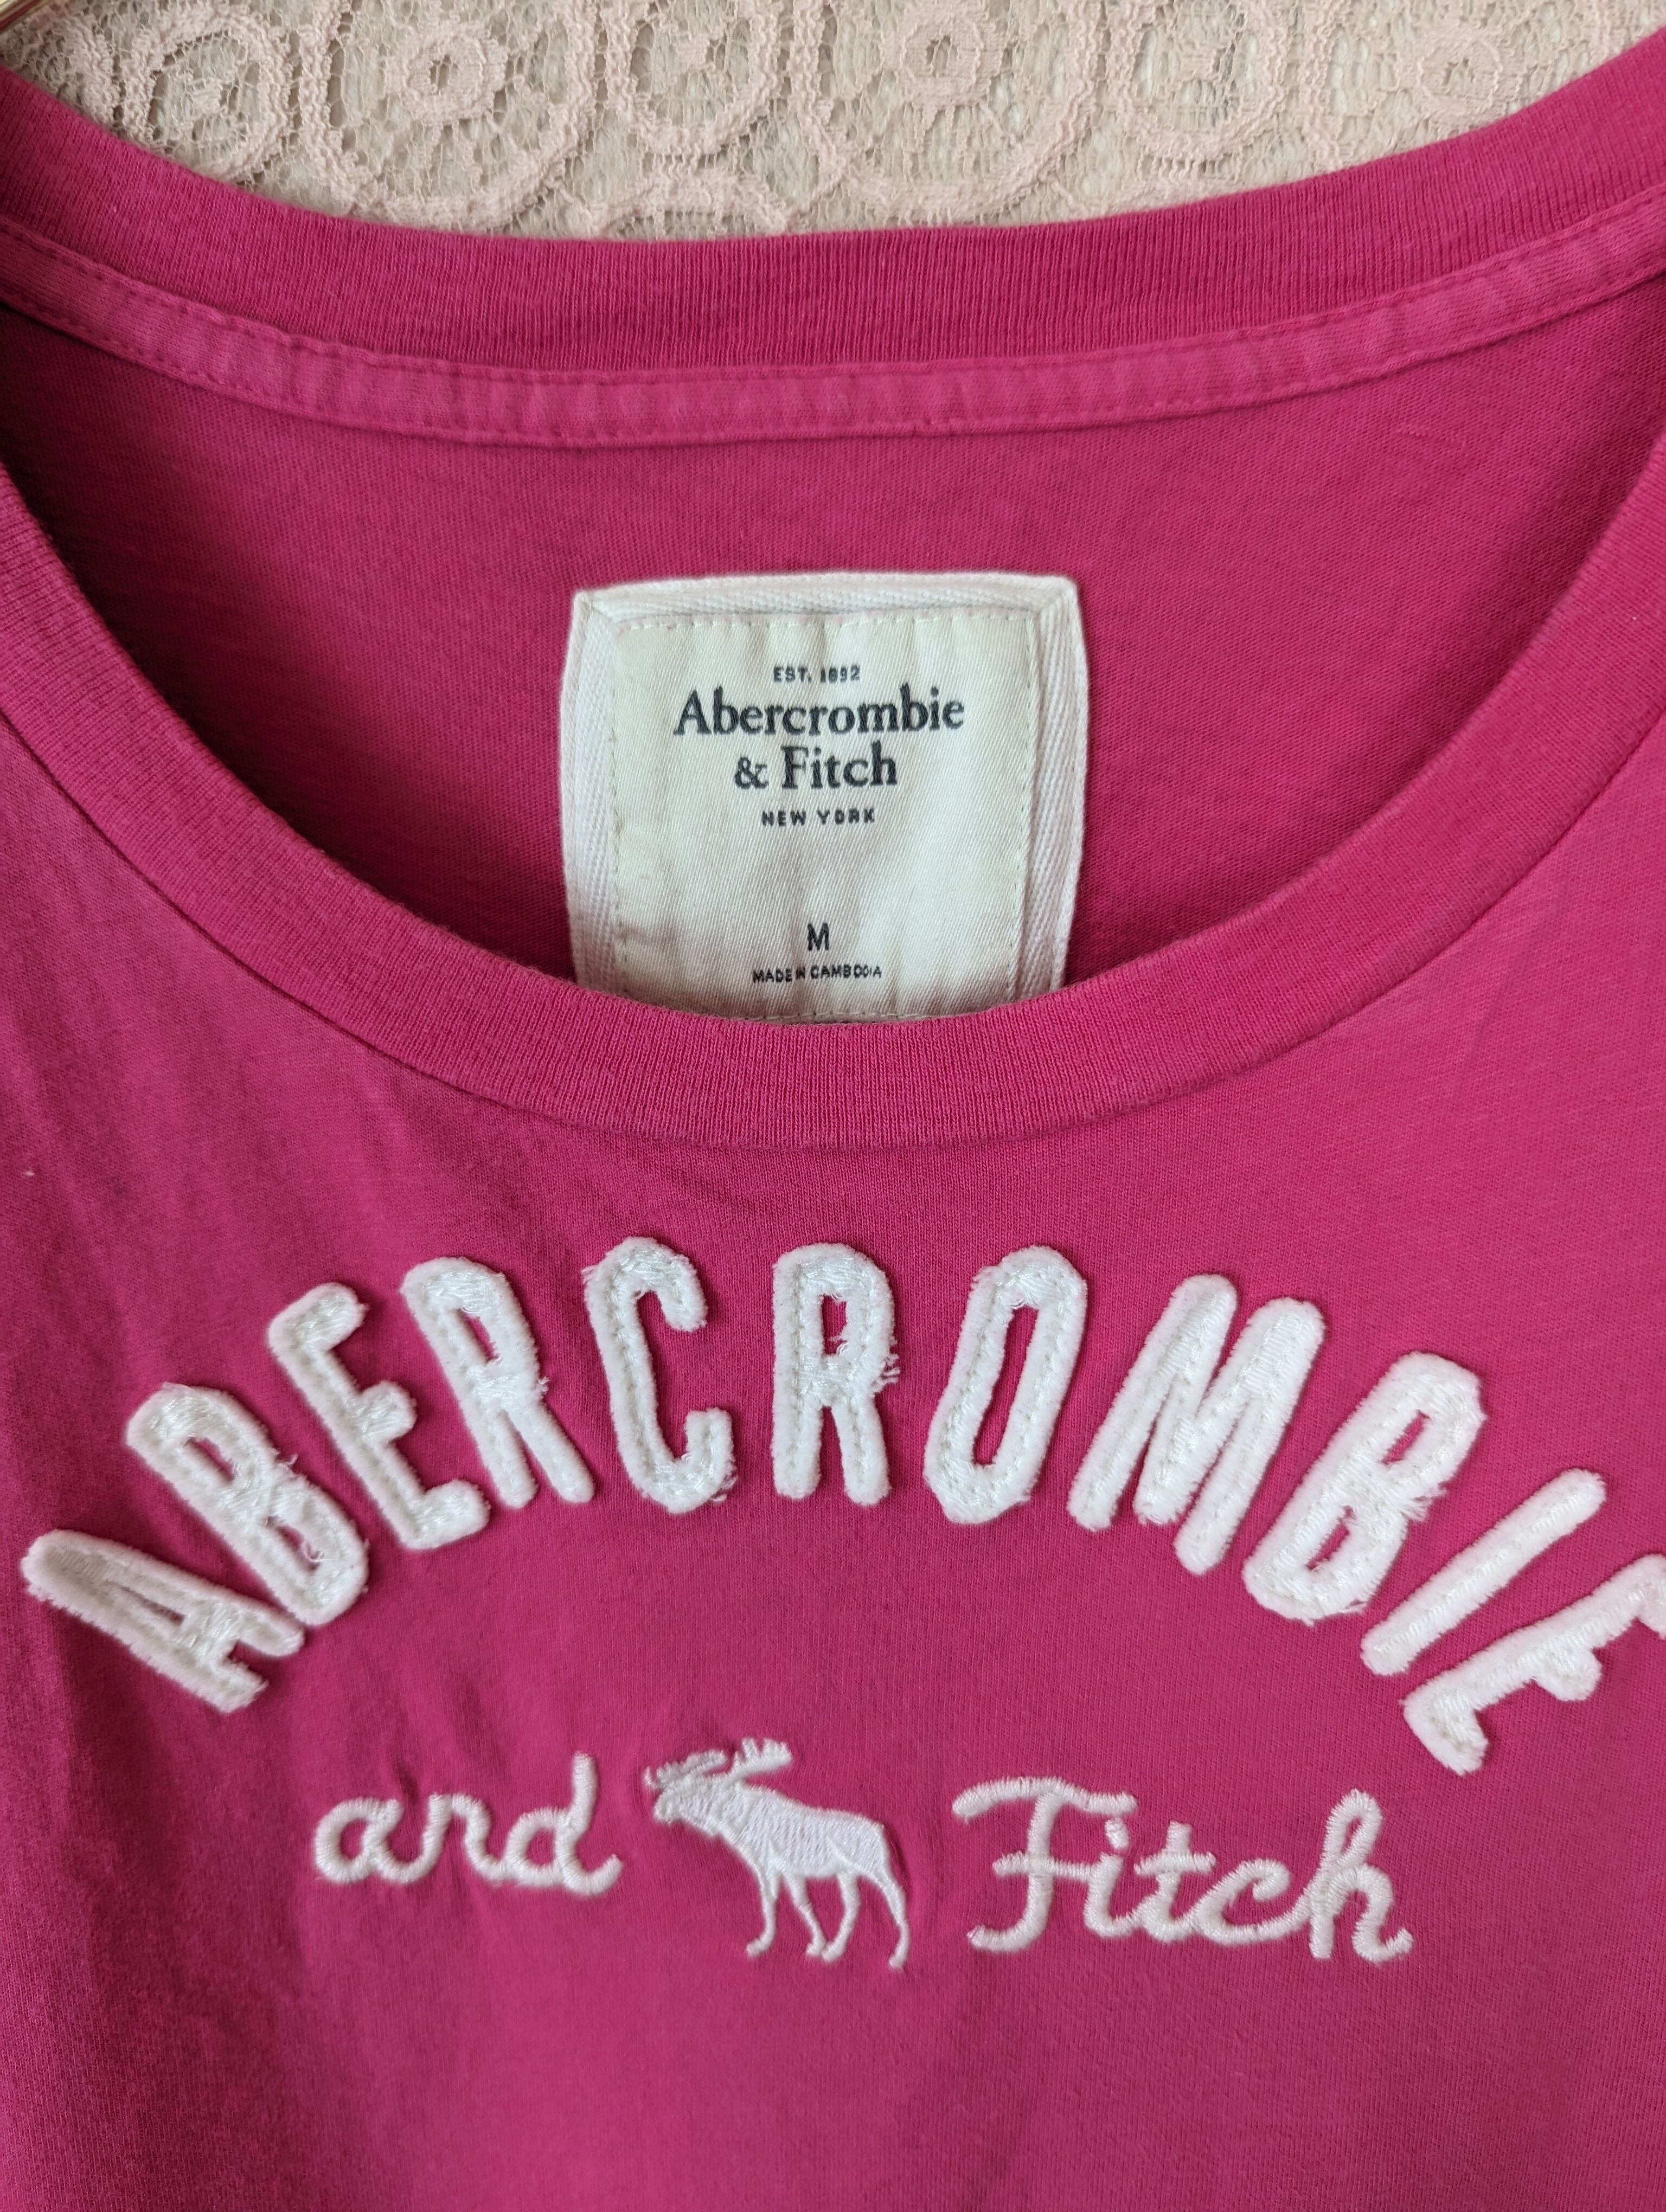 EST. 1892
Abercrombie
& Fitch
NEW YORK
M
MADE IN CAMBODIA
ABERCROMBIE
and Fitch